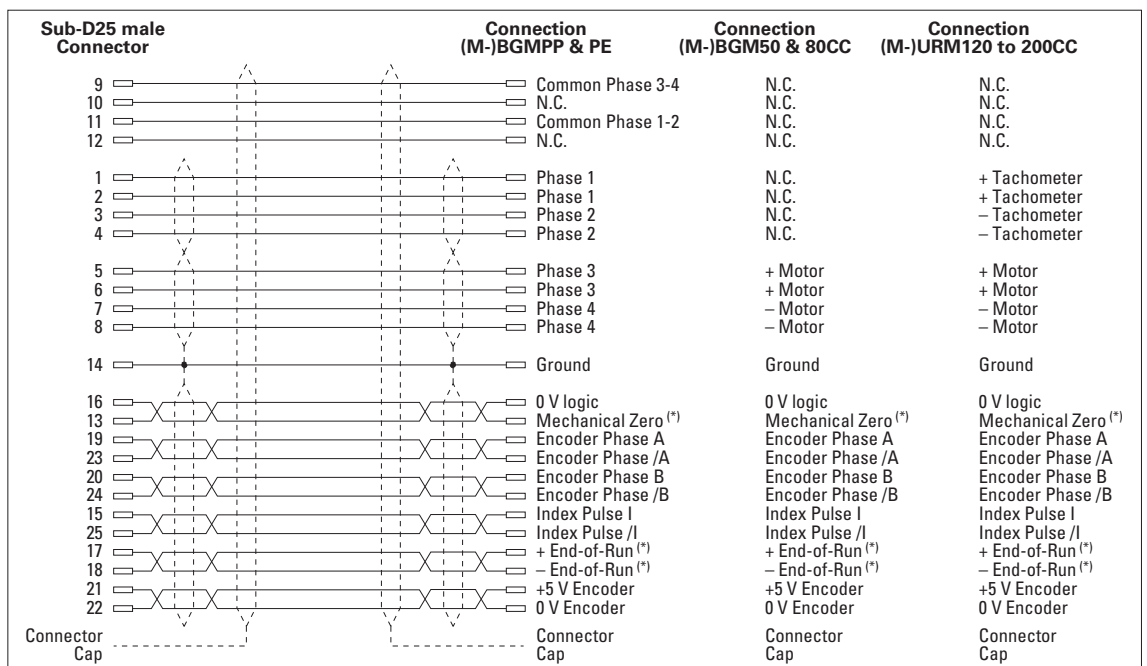 Sub-D25 male Connector Connection (M-)BGMPP & PE Connection (M-)BGM50 & 80CC Connection (M-)URM120 to 200CC
9 Common Phase 3-4 N.C. N.C.
10 N.C. N.C. N.C.
11 Common Phase 1-2 N.C. N.C.
12 N.C. N.C. N.C.
1 Phase 1 N.C. + Tachometer
2 Phase 1 N.C. + Tachometer
3 Phase 2 N.C. – Tachometer
4 Phase 2 N.C. – Tachometer
5 Phase 3 + Motor + Motor
6 Phase 3 + Motor + Motor
7 Phase 4 – Motor – Motor
8 Phase 4 – Motor – Motor
14 Ground Ground Ground
16 0 V logic 0 V logic 0 V logic
13 Mechanical Zero (*) Mechanical Zero (*) Mechanical Zero (*)
19 Encoder Phase A Encoder Phase A Encoder Phase A
23 Encoder Phase /A Encoder Phase /A Encoder Phase /A
20 Encoder Phase B Encoder Phase B Encoder Phase B
24 Encoder Phase /B Encoder Phase /B Encoder Phase /B
15 Index Pulse I Index Pulse I Index Pulse I
25 Index Pulse /I Index Pulse /I Index Pulse /I
17 + End-of-Run (*) + End-of-Run (*) + End-of-Run (*)
18 – End-of-Run (*) – End-of-Run (*) – End-of-Run (*)
21 +5 V Encoder +5 V Encoder +5 V Encoder
22 0 V Encoder 0 V Encoder 0 V Encoder
Connector Cap Connector Cap Connector Cap Connector Cap